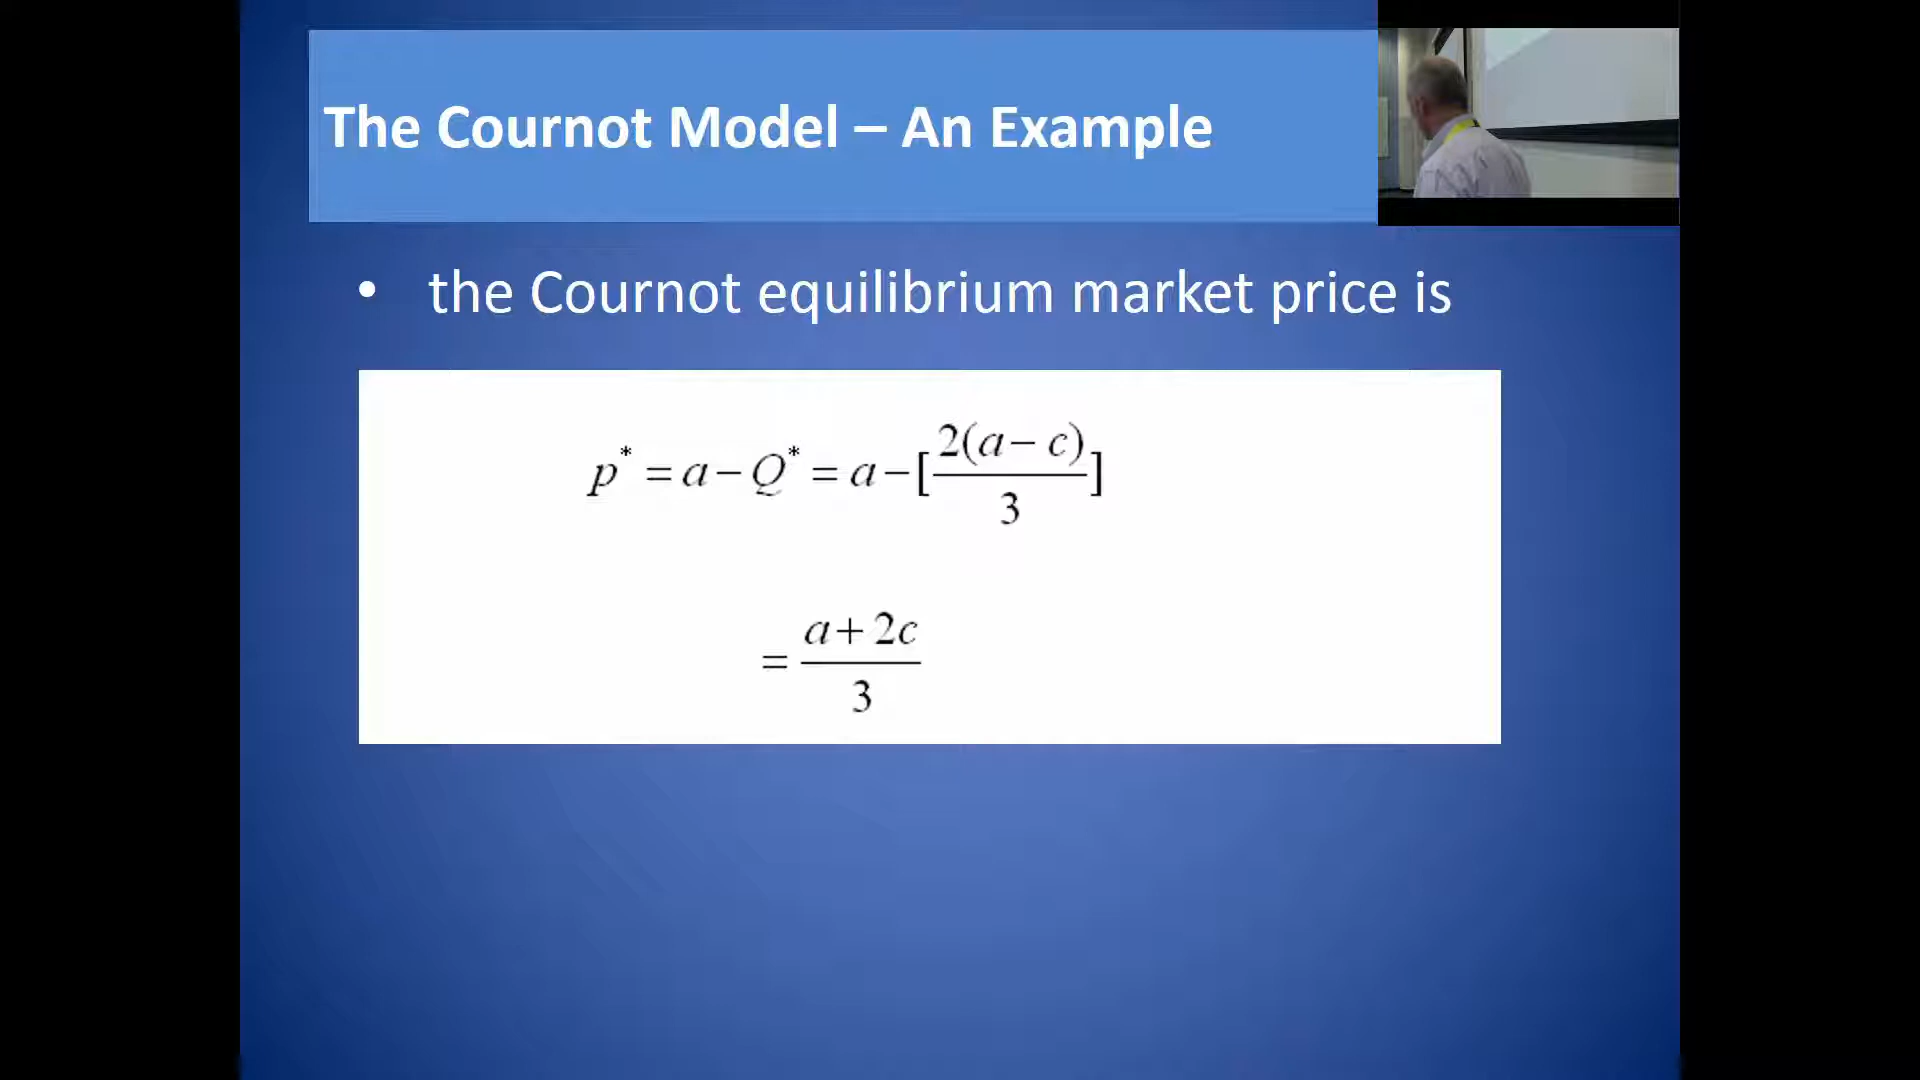 The Cournot Model – An Example
• the Cournot equilibrium market price is
p* = a − Q* = a − [2(a − c)/3]
= (a + 2c)/3